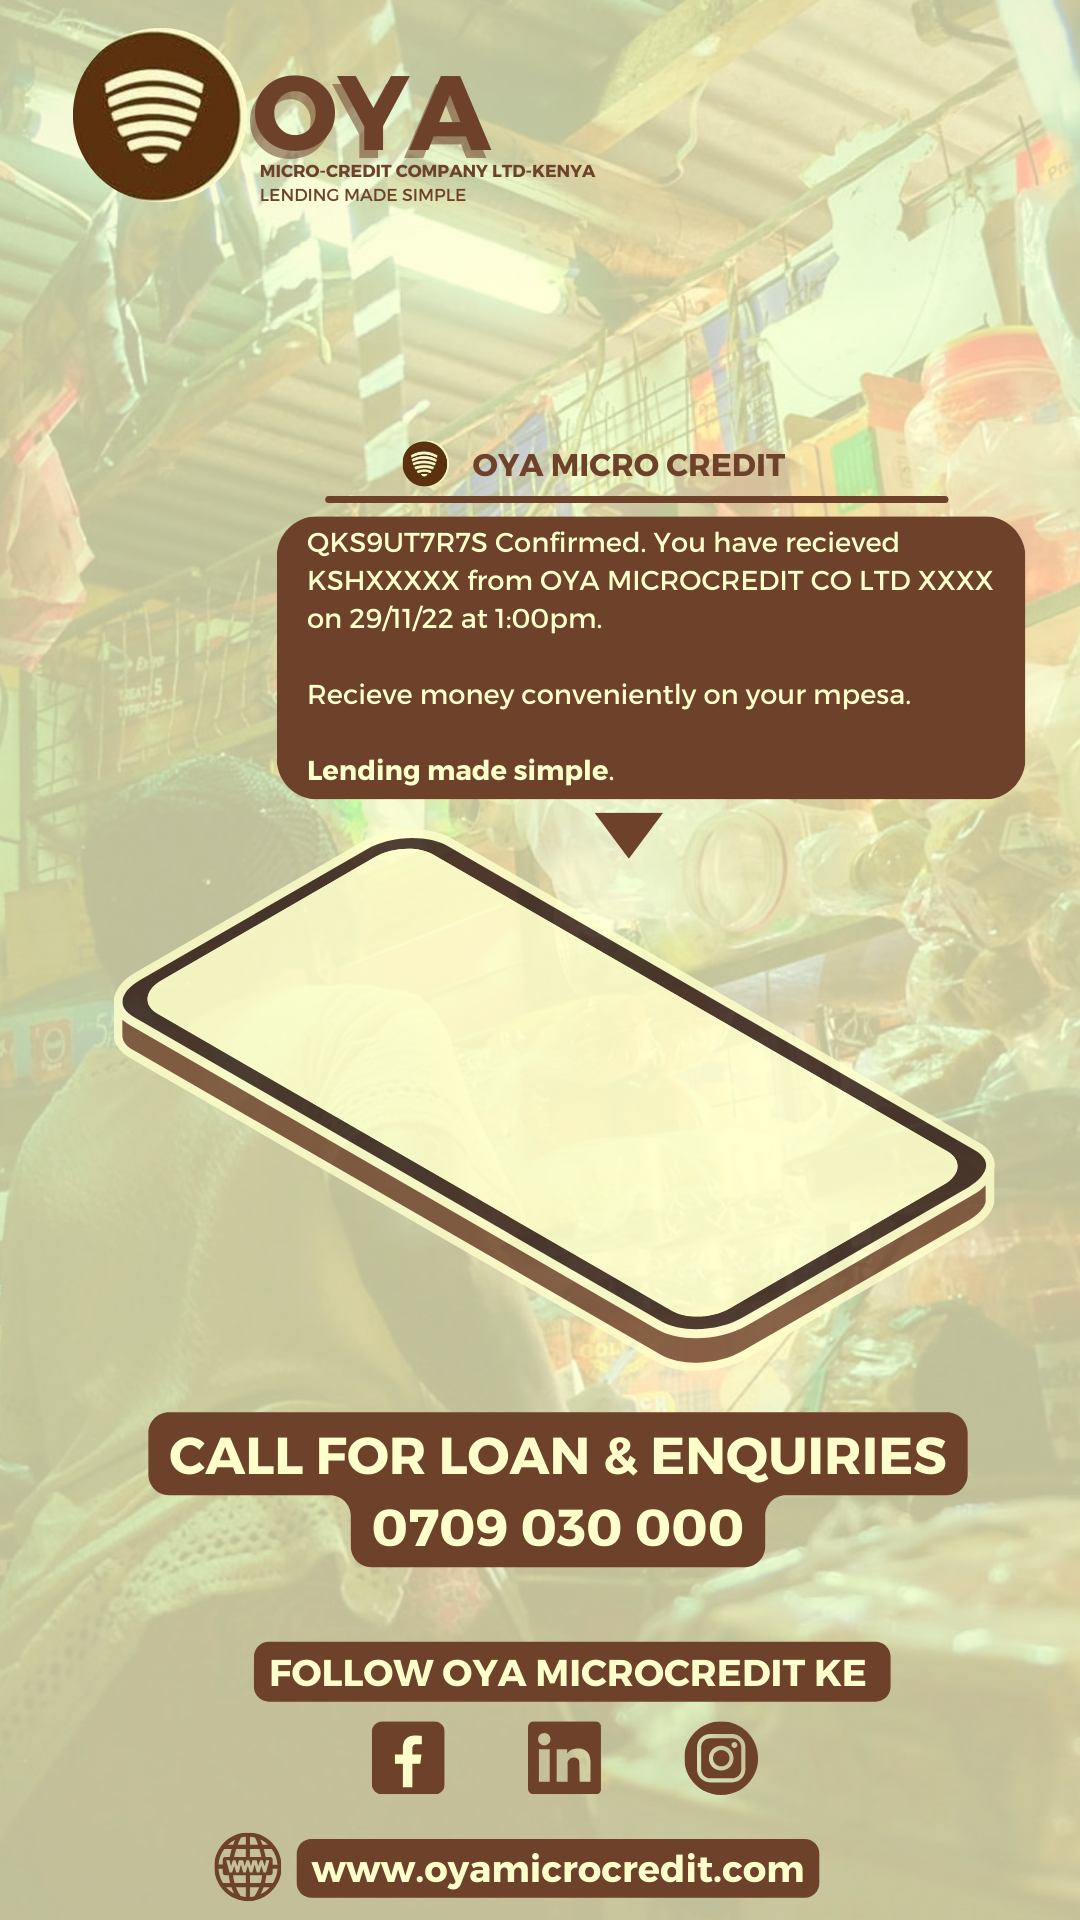 OYA
MICRO-CREDIT COMPANY LTD-KENYA
LENDING MADE SIMPLE
OYA MICRO CREDIT
QKS9UT7R7S Confirmed. You have recieved
KSHXXXXX from OYA MICROCREDIT CO LTD XXXX
on 29/11/22 at 1:00pm.
Recieve money conveniently on your mpesa.
Lending made simple.
CALL FOR LOAN & ENQUIRIES
0709 030 000
FOLLOW OYA MICROCREDIT KE
f
in
WWW
www.oyamicrocredit.com